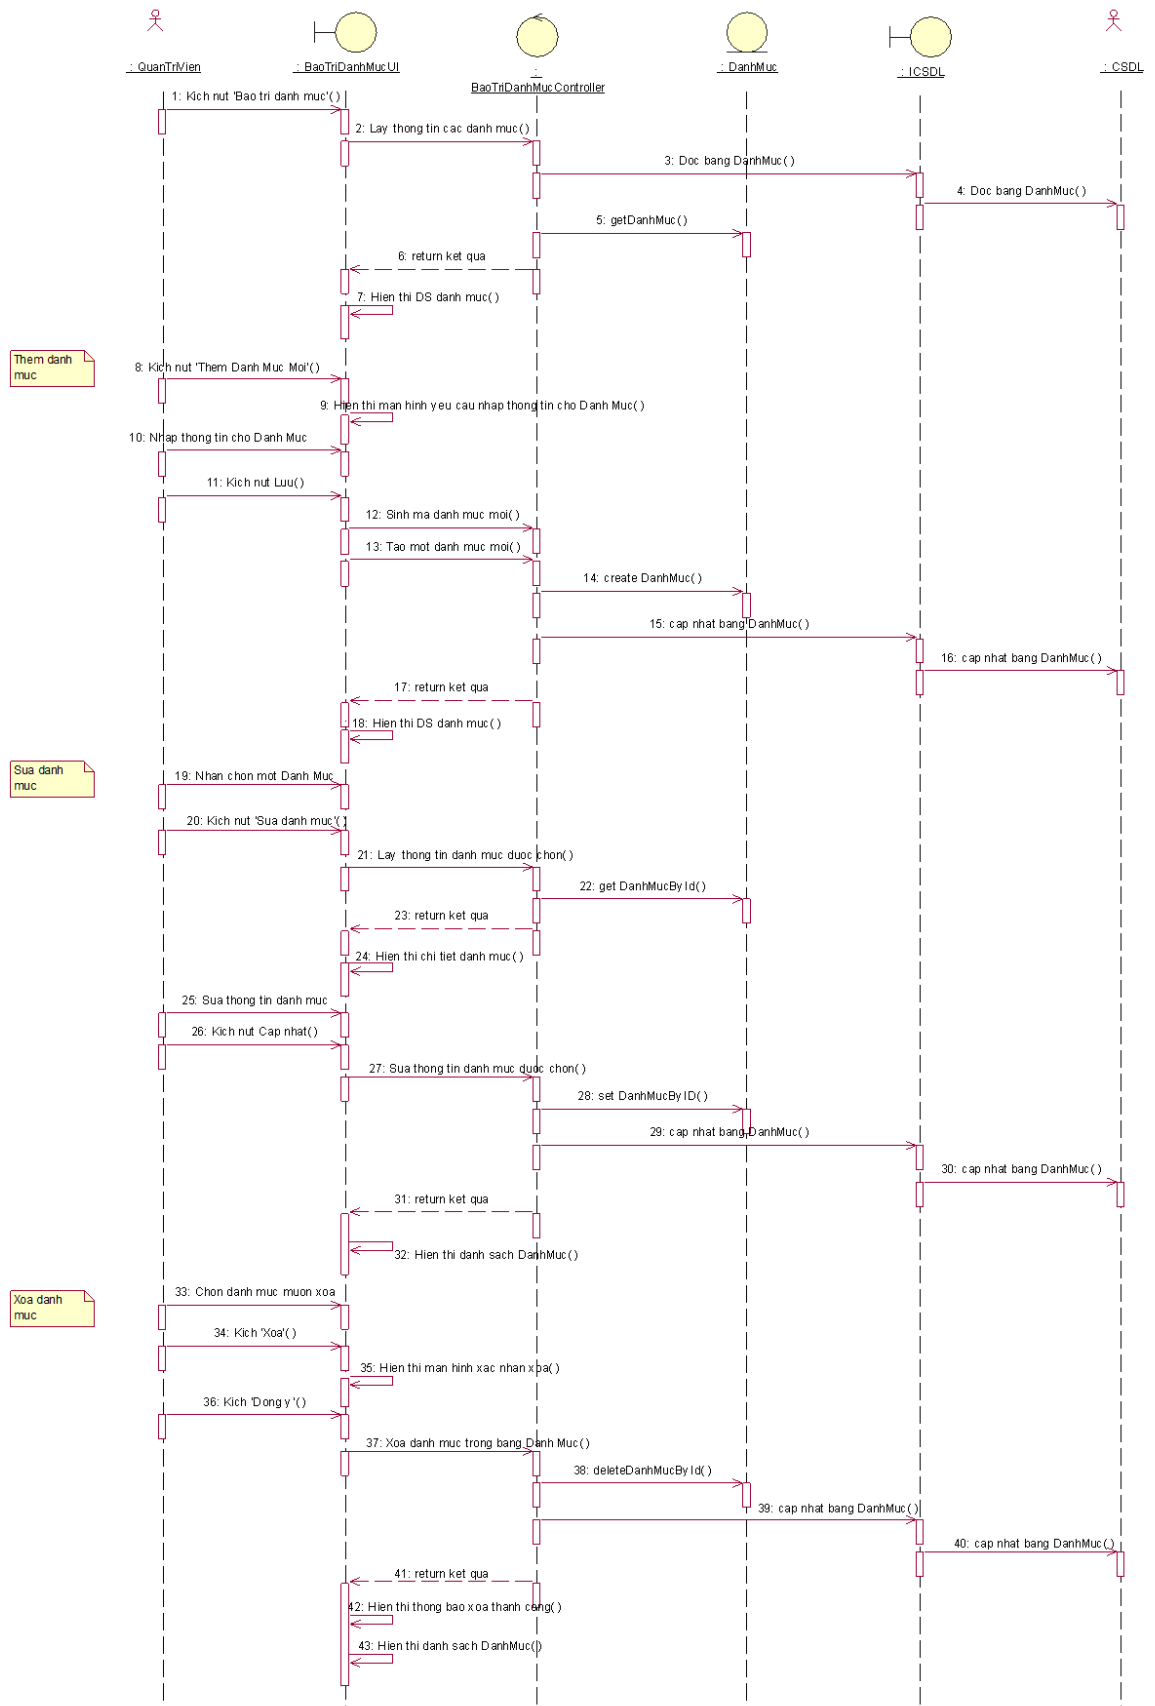 : QuanTriVien
: BaoTriDanhMucUI
:
BaoTriDanhMucController
: DanhMuc
: ICSDL
: CSDL
1: Kich nut 'Bao tri danh muc'( )
2: Lay thong tin cac danh muc( )
3: Doc bang DanhMuc( )
4: Doc bang DanhMuc( )
5: getDanhMuc( )
6: return ket qua
7: Hien thi DS danh muc( )
Them danh
muc
8: Kich nut 'Them Danh Muc Moi'( )
9: Hien thi man hinh yeu cau nhap thong tin cho Danh Muc( )
10: Nhap thong tin cho Danh Muc
11: Kich nut Luu( )
12: Sinh ma danh muc moi( )
13: Tao mot danh muc moi( )
14: create DanhMuc( )
15: cap nhat bang DanhMuc( )
16: cap nhat bang DanhMuc( )
17: return ket qua
18: Hien thi DS danh muc( )
Sua danh
muc
19: Nhan chon mot Danh Muc
20: Kich nut 'Sua danh muc'( )
21: Lay thong tin danh muc duoc chon( )
22: get DanhMucById( )
23: return ket qua
24: Hien thi chi tiet danh muc( )
25: Sua thong tin danh muc
26: Kich nut Cap nhat( )
27: Sua thong tin danh muc duoc chon( )
28: set DanhMucByID( )
29: cap nhat bang DanhMuc( )
30: cap nhat bang DanhMuc( )
31: return ket qua
32: Hien thi danh sach DanhMuc( )
Xoa danh
muc
33: Chon danh muc muon xoa
34: Kich 'Xoa'( )
35: Hien thi man hinh xac nhan xoa( )
36: Kich 'Dong y'( )
37: Xoa danh muc trong bang Danh Muc( )
38: deleteDanhMucById( )
39: cap nhat bang DanhMuc( )
40: cap nhat bang DanhMuc( )
41: return ket qua
42: Hien thi thong bao xoa thanh cong( )
43: Hien thi danh sach DanhMuc( )